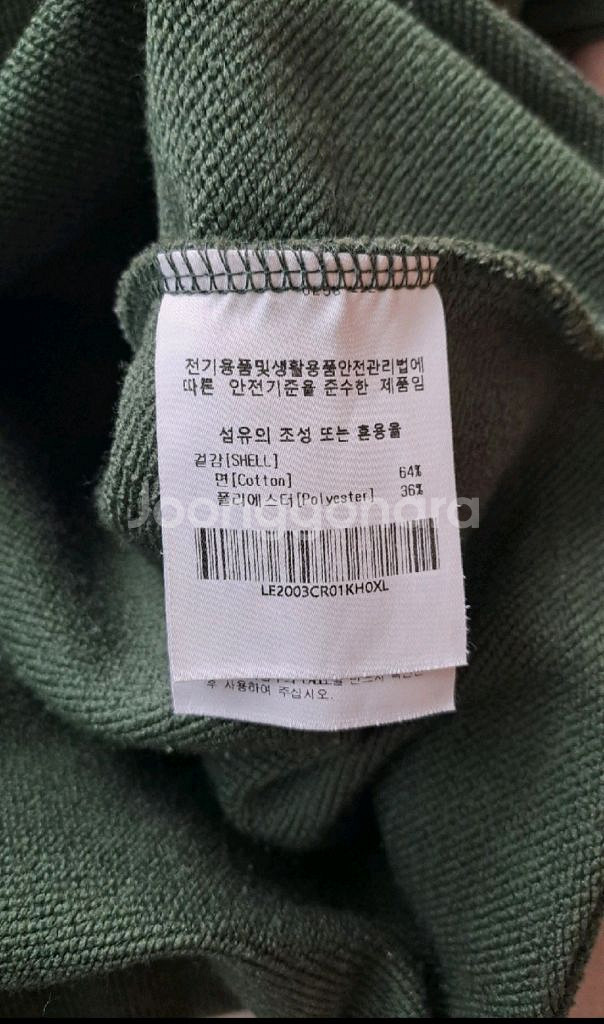 전기용품및생활용품안전관리법에
따른 안전기준을 준수한 제품임
섬유의 조성 또는 혼용율
겉감[SHELL]
면[Cotton] 64%
폴리에스터[Polyester] 36%
Joonggonara
LE2003CR01KH0XL
후 사용하여 주십시오.